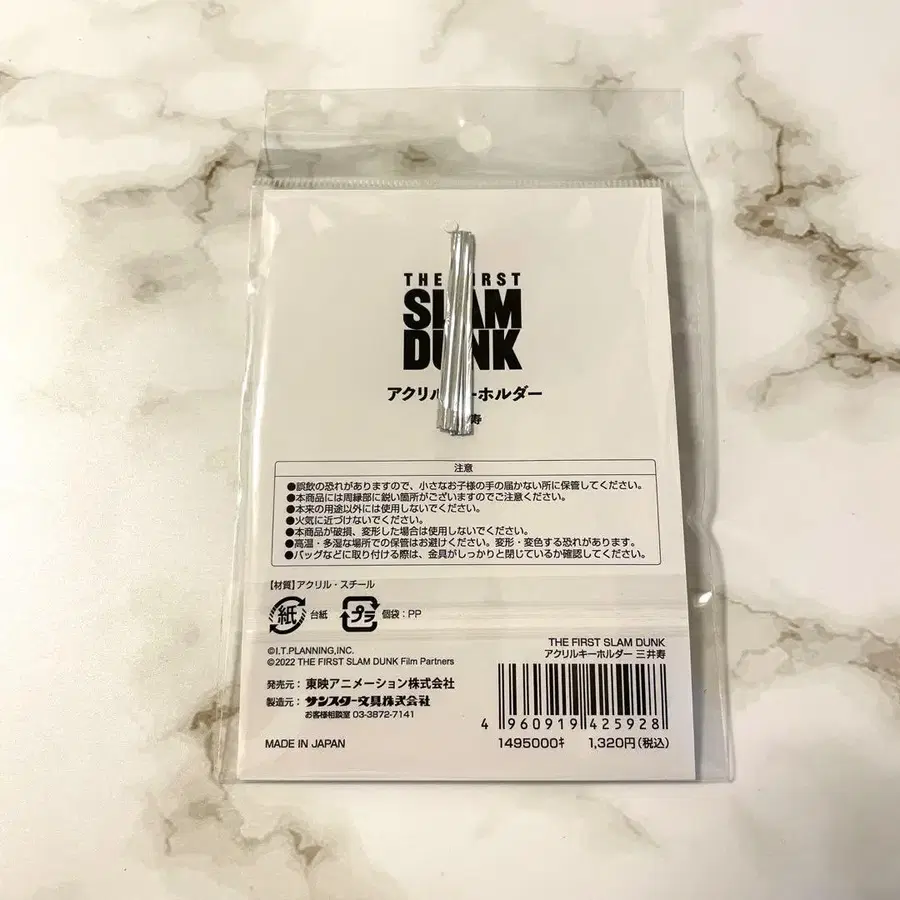 THE FIRST
SLAM
DUNK
アクリルキーホルダー
寿
注意
●誤飲の恐れがありますので、小さなお子様の手の届かない所に保管してください。
●本商品には周縁部に鋭い箇所がございますのでご注意ください。
●本来の用途以外には使用しないでください。
●火気に近づけないでください。
●本商品が破損、変形した場合は使用しないでください。
●高温・多湿な場所での保管はお避けください。変形・変色する恐れがあります。
●バッグなどに取り付ける際は、金具がしっかりと閉じているか確認してください。
【材質】アクリル・スチール
紙 台紙 プラ 個袋:PP
©I.T.PLANNING,INC.
©2022 THE FIRST SLAM DUNK Film Partners
発売元:東映アニメーション株式会社
製造元:サンスター文具株式会社
お客様相談室 03-3872-7141
MADE IN JAPAN
THE FIRST SLAM DUNK
アクリルキーホルダー 三井寿
4 960919 425928
1495000ｷ 1,320円(税込)